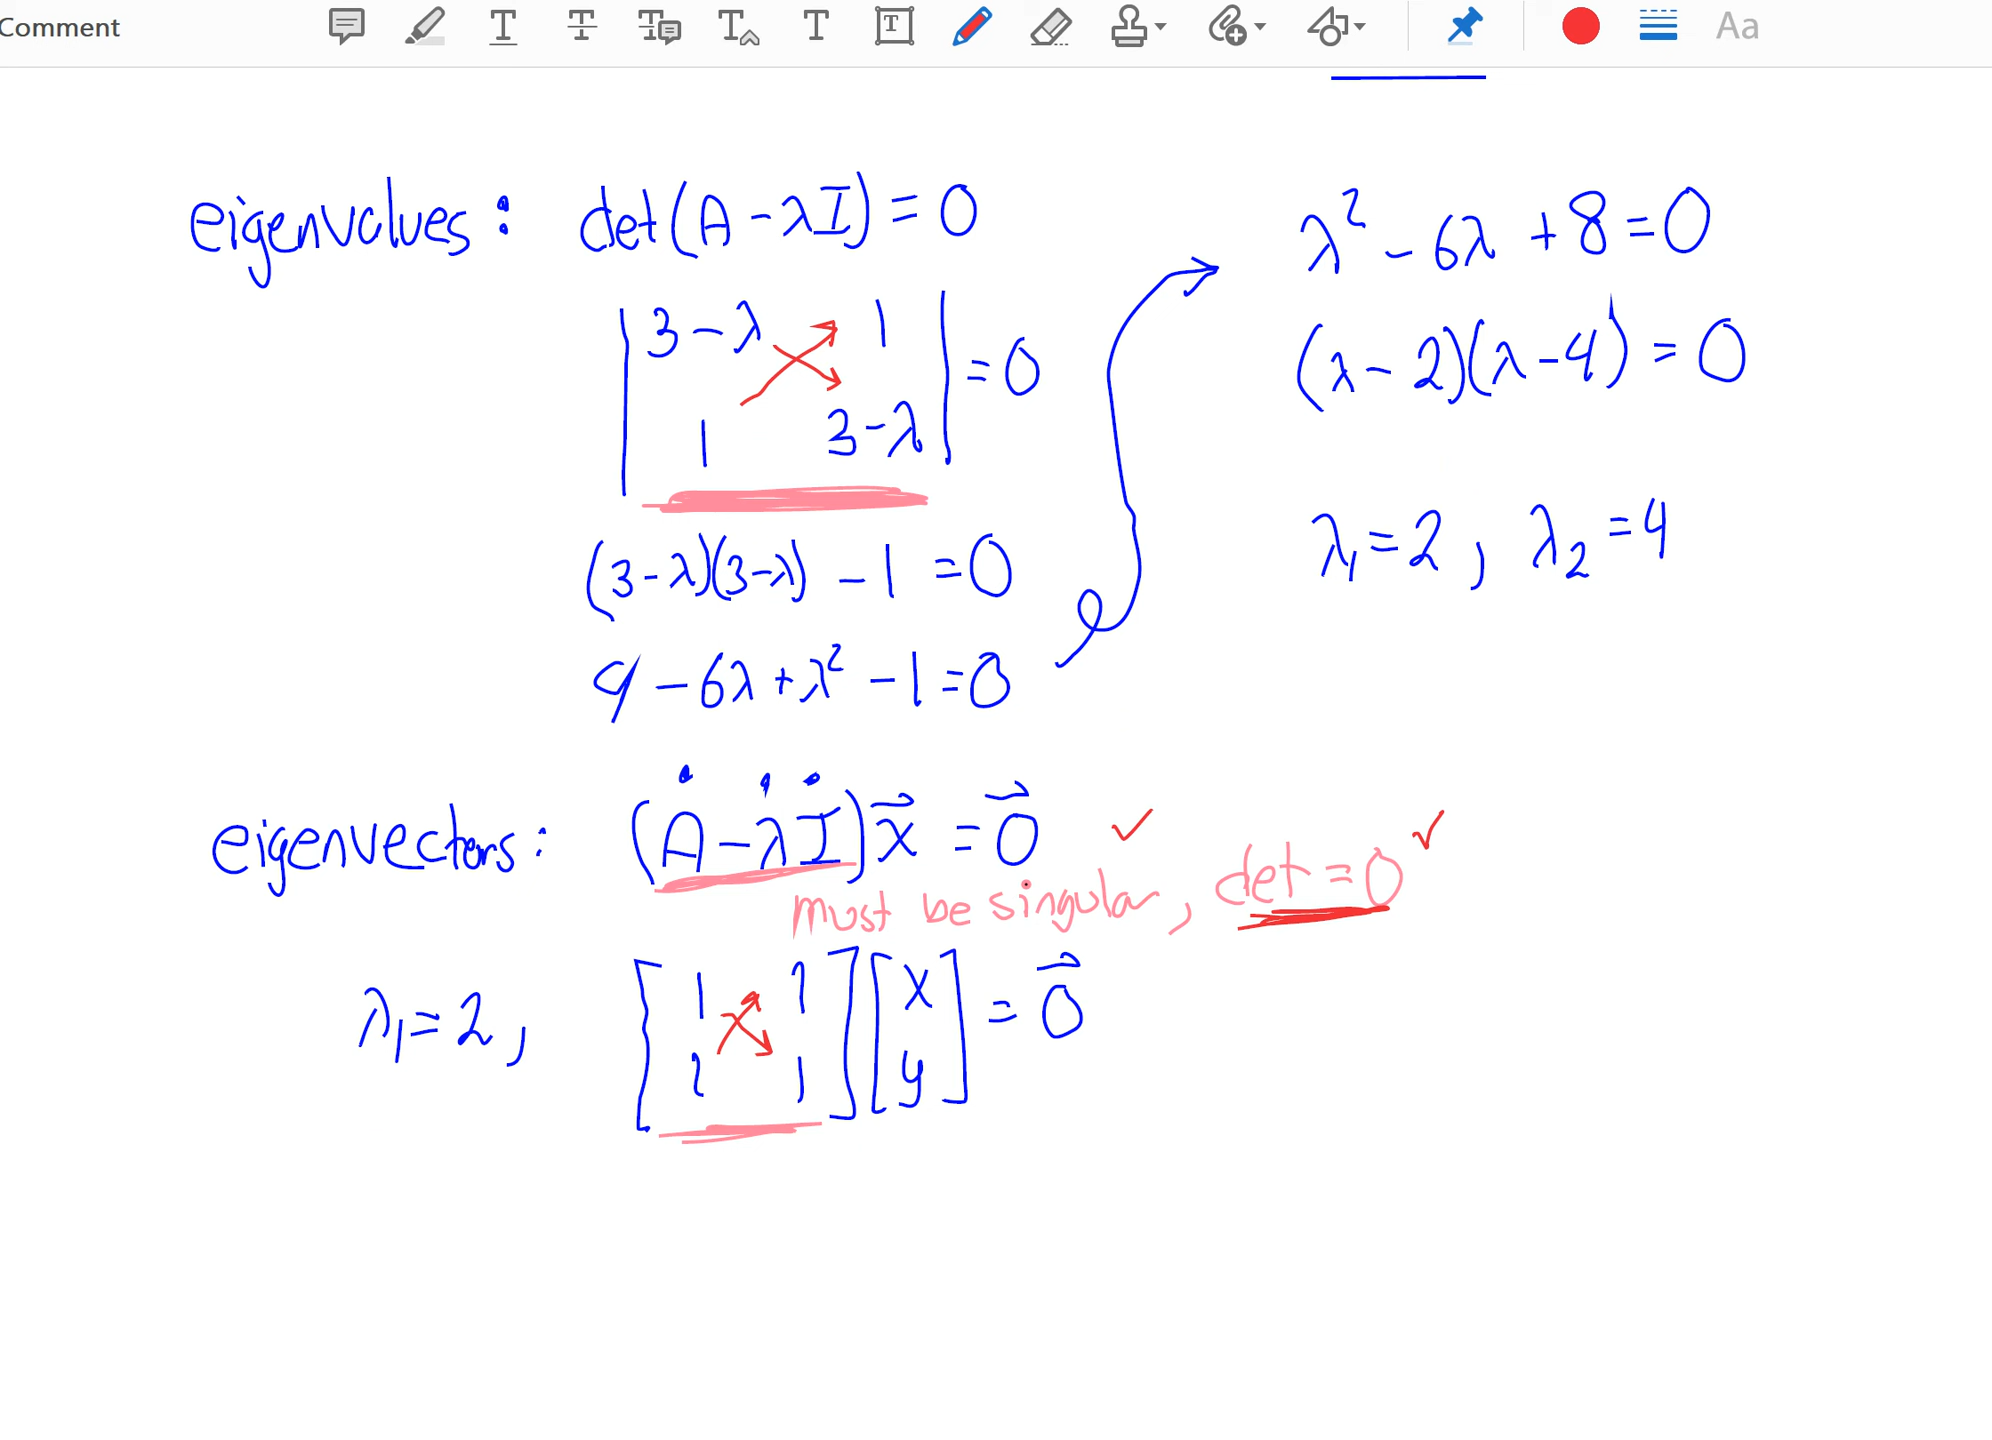 Comment
Aa
eigenvalues: det(A-λI)=0
|3-λ 1|
|1 3-λ| =0
(3-λ)(3-λ) -1 =0
9 -6λ+λ² -1=0
λ² -6λ +8=0
(λ-2)(λ-4)=0
λ₁=2, λ₂=4
eigenvectors: (A-λI)x⃗ =0⃗ ✓
must be singular, det=0 ✓
λ₁=2, [1 1; 1 1][x; y] =0⃗